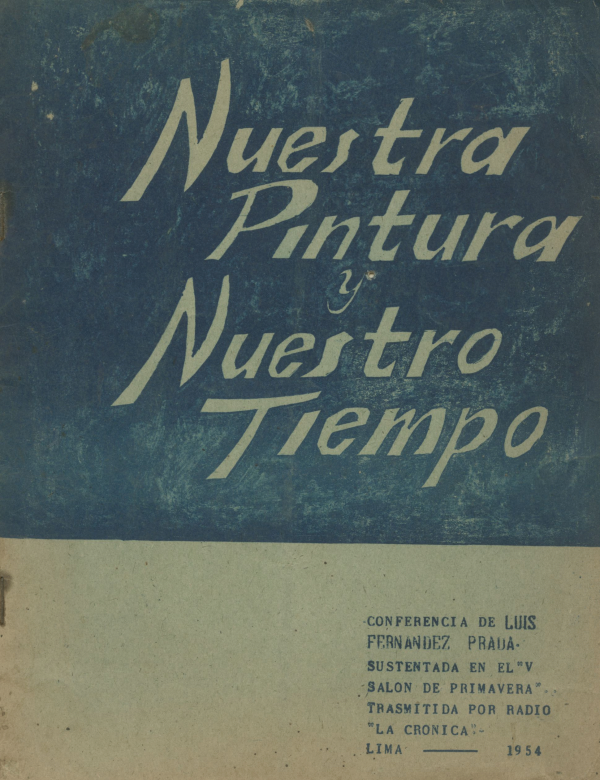 Nuestra
Pintura
y
Nuestro
Tiempo
CONFERENCIA DE LUIS
FERNANDEZ PRADA.
SUSTENTADA EN EL "V
SALON DE PRIMAVERA"..
TRASMITIDA POR RADIO
"LA CRONICA".-
LIMA —— 1954